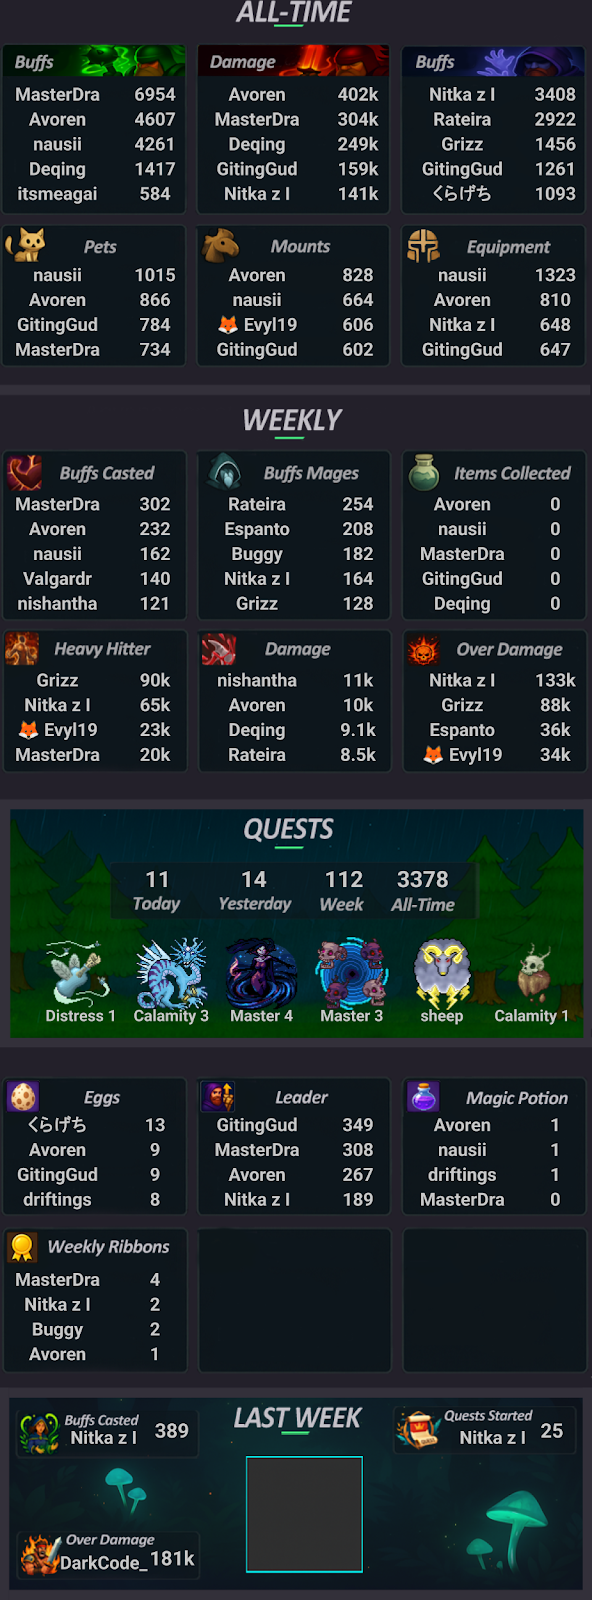 ALL-TIME
Buffs
MasterDra 6954
Avoren 4607
nausii 4261
Deqing 1417
itsmeagai 584
Damage
Avoren 402k
MasterDra 304k
Deqing 249k
GitingGud 159k
Nitka z I 141k
Buffs
Nitka z I 3408
Rateira 2922
Grizz 1456
GitingGud 1261
くらげち 1093
Pets
nausii 1015
Avoren 866
GitingGud 784
MasterDra 734
Mounts
Avoren 828
nausii 664
🦊 Evyl19 606
GitingGud 602
Equipment
nausii 1323
Avoren 810
Nitka z I 648
GitingGud 647
WEEKLY
Buffs Casted
MasterDra 302
Avoren 232
nausii 162
Valgardr 140
nishantha 121
Buffs Mages
Rateira 254
Espanto 208
Buggy 182
Nitka z I 164
Grizz 128
Items Collected
Avoren 0
nausii 0
MasterDra 0
GitingGud 0
Deqing 0
Heavy Hitter
Grizz 90k
Nitka z I 65k
🦊 Evyl19 23k
MasterDra 20k
Damage
nishantha 11k
Avoren 10k
Deqing 9.1k
Rateira 8.5k
Over Damage
Nitka z I 133k
Grizz 88k
Espanto 36k
🦊 Evyl19 34k
QUESTS
11 14 112 3378
Today Yesterday Week All-Time
Distress 1 Calamity 3 Master 4 Master 3 sheep Calamity 1
Eggs
くらげち 13
Avoren 9
GitingGud 9
driftings 8
Leader
GitingGud 349
MasterDra 308
Avoren 267
Nitka z I 189
Magic Potion
Avoren 1
nausii 1
driftings 1
MasterDra 0
Weekly Ribbons
MasterDra 4
Nitka z I 2
Buggy 2
Avoren 1
LAST WEEK
Buffs Casted
Nitka z I 389
Quests Started
Nitka z I 25
Over Damage
DarkCode_ 181k